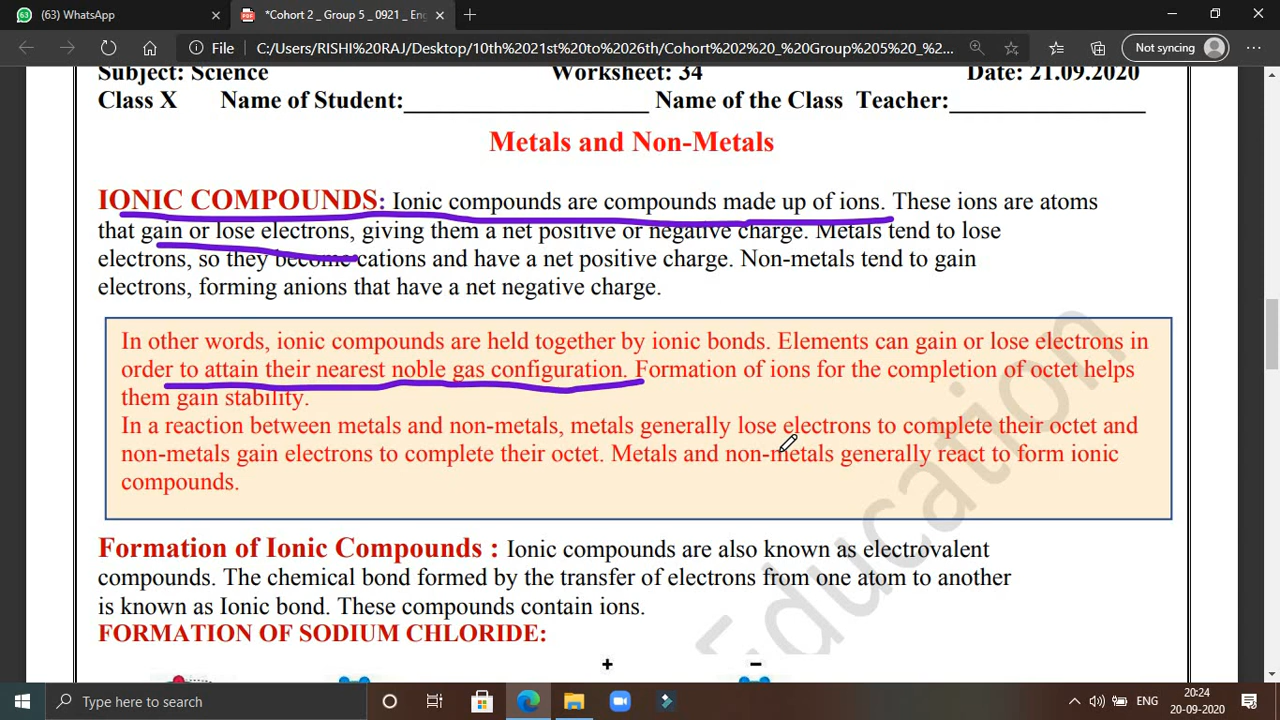 (63) WhatsApp
*Cohort 2 _ Group 5 _ 0921 _ En
File C:/Users/RISHI%20RAJ/Desktop/10th%2021st%20to%2026th/Cohort%202%20_%20Group%205%20_%2... Not syncing
Subject: Science Worksheet: 34 Date: 21.09.2020
Class X Name of Student:____________________ Name of the Class Teacher:________________
Metals and Non-Metals
IONIC COMPOUNDS: Ionic compounds are compounds made up of ions. These ions are atoms
that gain or lose electrons, giving them a net positive or negative charge. Metals tend to lose
electrons, so they become cations and have a net positive charge. Non-metals tend to gain
electrons, forming anions that have a net negative charge.
In other words, ionic compounds are held together by ionic bonds. Elements can gain or lose electrons in
order to attain their nearest noble gas configuration. Formation of ions for the completion of octet helps
them gain stability.
In a reaction between metals and non-metals, metals generally lose electrons to complete their octet and
non-metals gain electrons to complete their octet. Metals and non-metals generally react to form ionic
compounds.
Formation of Ionic Compounds : Ionic compounds are also known as electrovalent
compounds. The chemical bond formed by the transfer of electrons from one atom to another
is known as Ionic bond. These compounds contain ions.
FORMATION OF SODIUM CHLORIDE:
+ −
Education
Type here to search
ENG
20:24
20-09-2020